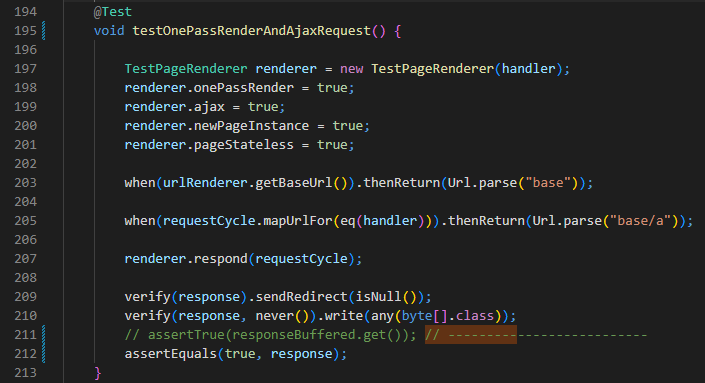 194 @Test
195 void testOnePassRenderAndAjaxRequest() {
196
197 TestPageRenderer renderer = new TestPageRenderer(handler);
198 renderer.onePassRender = true;
199 renderer.ajax = true;
200 renderer.newPageInstance = true;
201 renderer.pageStateless = true;
202
203 when(urlRenderer.getBaseUrl()).thenReturn(Url.parse("base"));
204
205 when(requestCycle.mapUrlFor(eq(handler))).thenReturn(Url.parse("base/a"));
206
207 renderer.respond(requestCycle);
208
209 verify(response).sendRedirect(isNull());
210 verify(response, never()).write(any(byte[].class));
211 // assertTrue(responseBuffered.get()); // --------------------------
212 assertEquals(true, response);
213 }